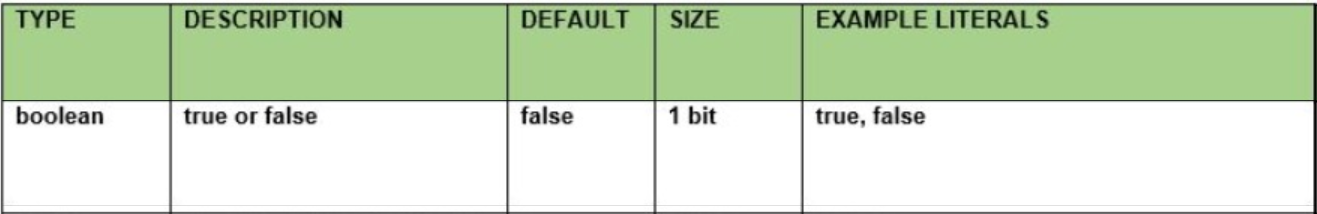 TYPE DESCRIPTION DEFAULT SIZE EXAMPLE LITERALS
boolean true or false false 1 bit true, false